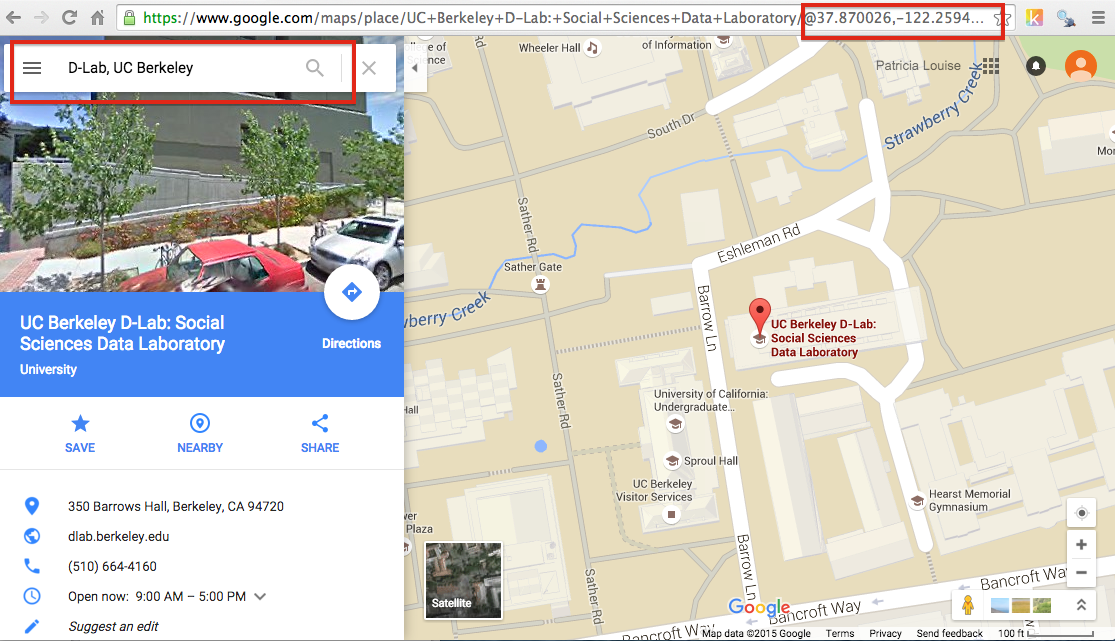 https://www.google.com/maps/place/UC+Berkeley+D-Lab:+Social+Sciences+Data+Laboratory/@37.870026,-122.2594...
D-Lab, UC Berkeley
Patricia Louise
UC Berkeley D-Lab: Social
Sciences Data Laboratory
University
Directions
SAVE
NEARBY
SHARE
350 Barrows Hall, Berkeley, CA 94720
dlab.berkeley.edu
(510) 664-4160
Open now: 9:00 AM – 5:00 PM
Suggest an edit
Wheeler Hall
of Information
South Dr
Strawberry Creek
Sather Rd
Sather Gate
Eshleman Rd
Barrow Ln
UC Berkeley D-Lab:
Social Sciences
Data Laboratory
Sather Rd
University of California:
Undergraduate...
Sproul Hall
UC Berkeley
Visitor Services
Hearst Memorial
Gymnasium
Plaza
Satellite
Sather Rd
Barrow Ln
Bancroft Way
Bancroft Way
Google
Map data ©2015 Google
Terms
Privacy
Send feedback
100 ft